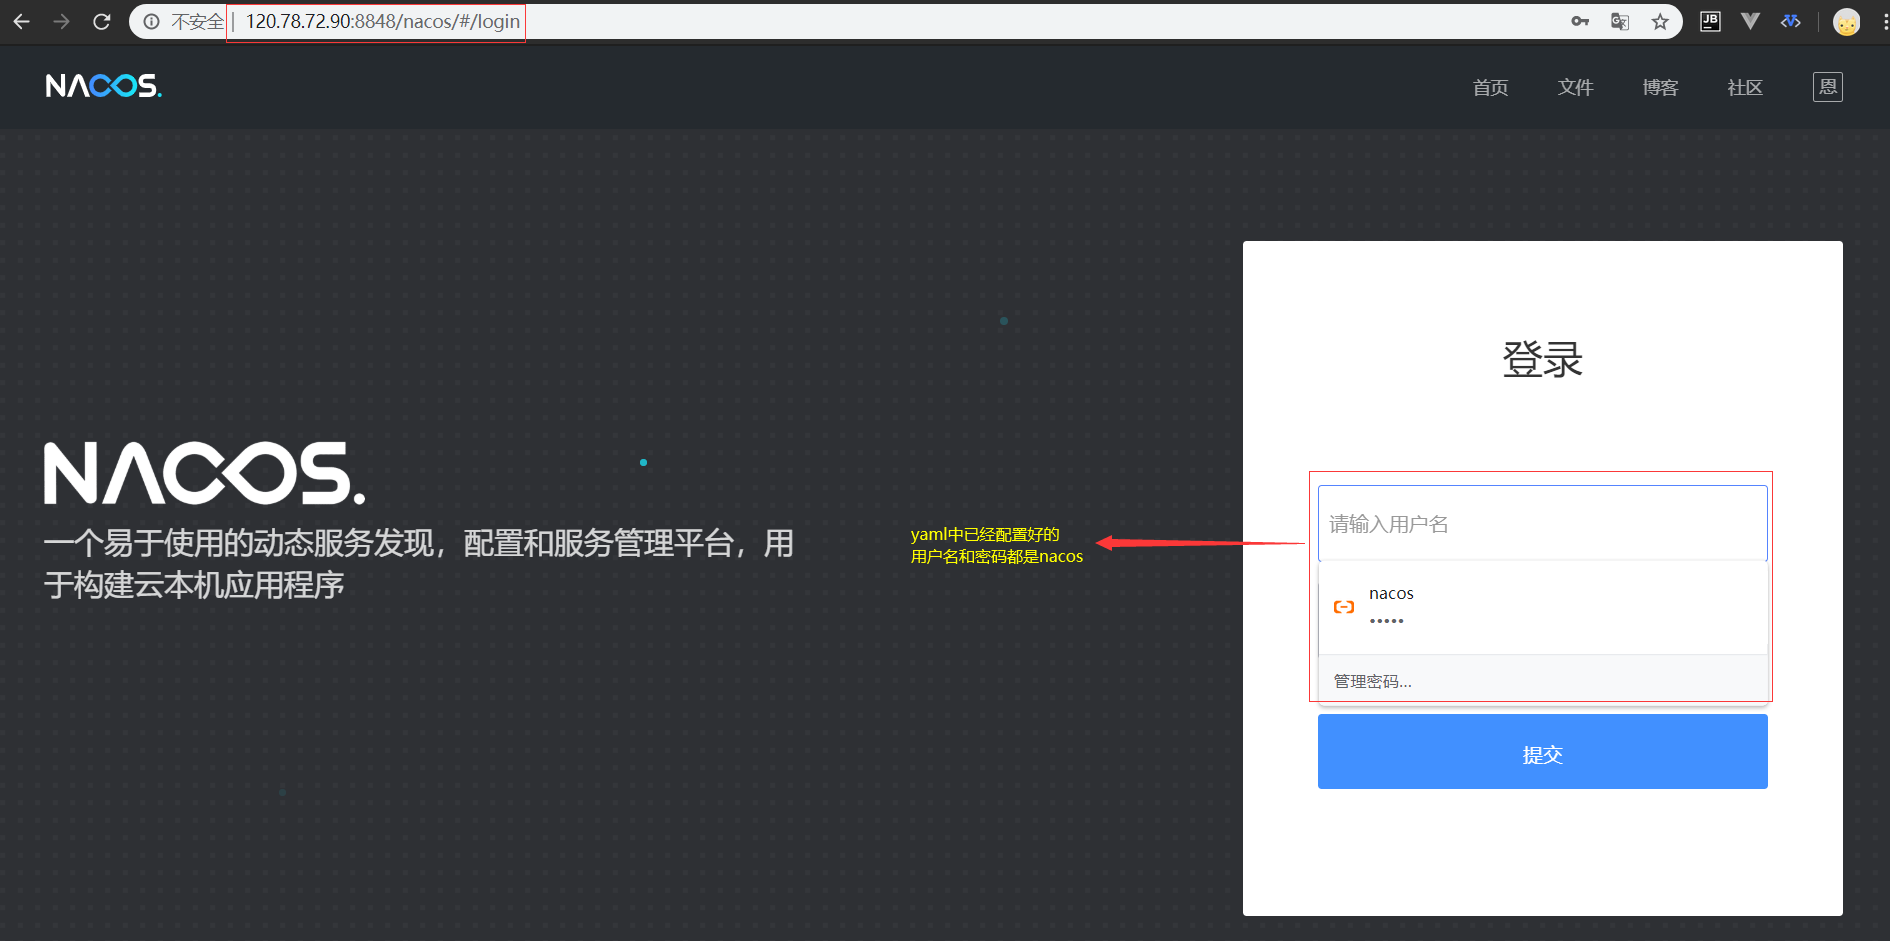 不安全 | 120.78.72.90:8848/nacos/#/login
JB
NACOS.
首页 文件 博客 社区 恩
登录
NACOS.
一个易于使用的动态服务发现，配置和服务管理平台，用
于构建云本机应用程序
yaml中已经配置好的
用户名和密码都是nacos
请输入用户名
nacos
•••••
管理密码...
提交